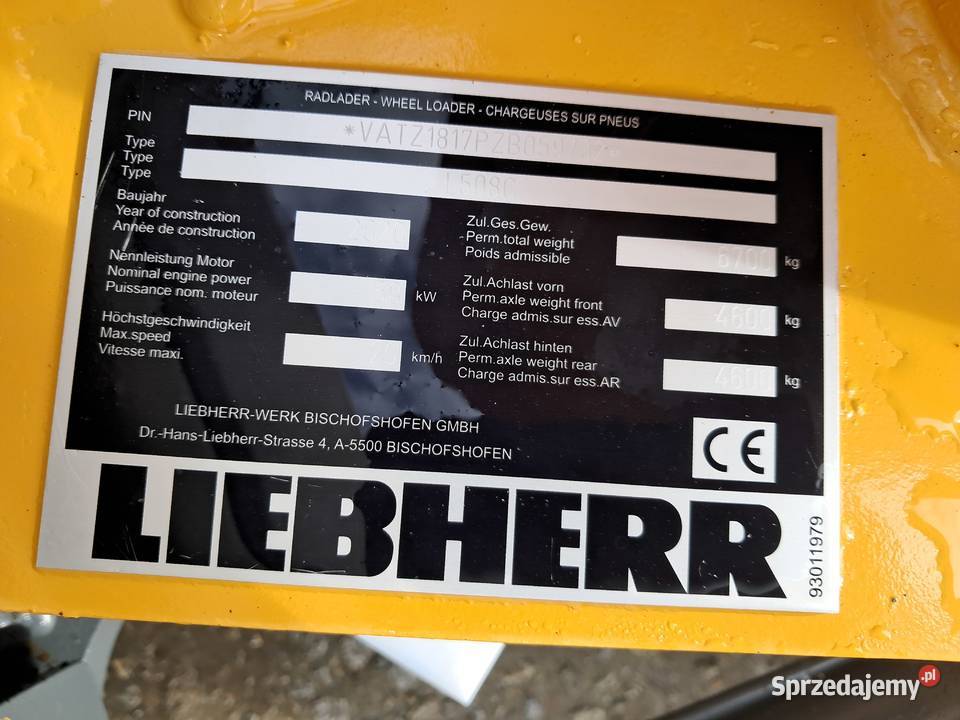 RADLADER - WHEEL LOADER - CHARGEUSES SUR PNEUS
PIN
Type
Type
Type
Baujahr
Year of construction
Année de construction
Nennleistung Motor
Nominal engine power
Puissance nom. moteur
kW
Höchstgeschwindigkeit
Max.speed
Vitesse maxi.
km/h
Zul.Ges.Gew.
Perm.total weight
Poids admissible
6700 kg
Zul.Achlast vorn
Perm.axle weight front
Charge admis.sur ess.AV
4600 kg
Zul.Achlast hinten
Perm.axle weight rear
Charge admis.sur ess.AR
4600 kg
LIEBHERR-WERK BISCHOFSHOFEN GMBH
Dr.-Hans-Liebherr-Strasse 4, A-5500 BISCHOFSHOFEN
CE
LIEBHERR
93011979
Sprzedajemy.pl